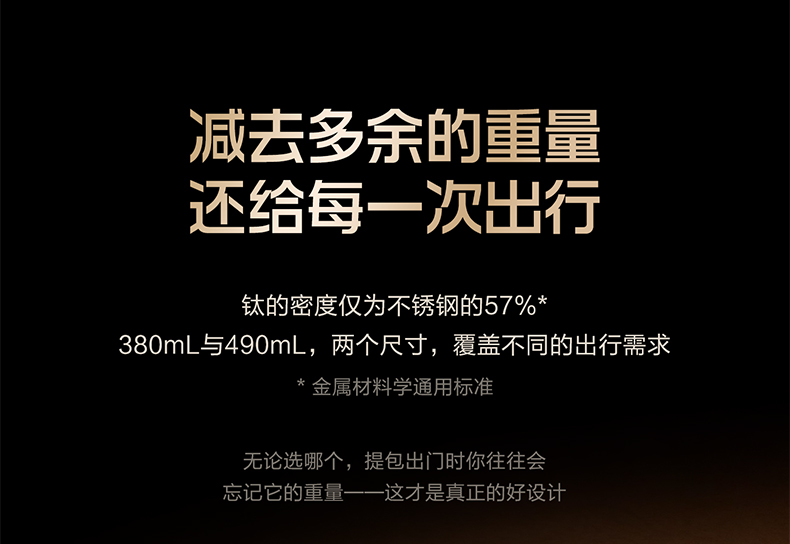 减去多余的重量
还给每一次出行
钛的密度仅为不锈钢的57%*
380mL与490mL，两个尺寸，覆盖不同的出行需求
* 金属材料学通用标准
无论选哪个，提包出门时你往往会
忘记它的重量——这才是真正的好设计